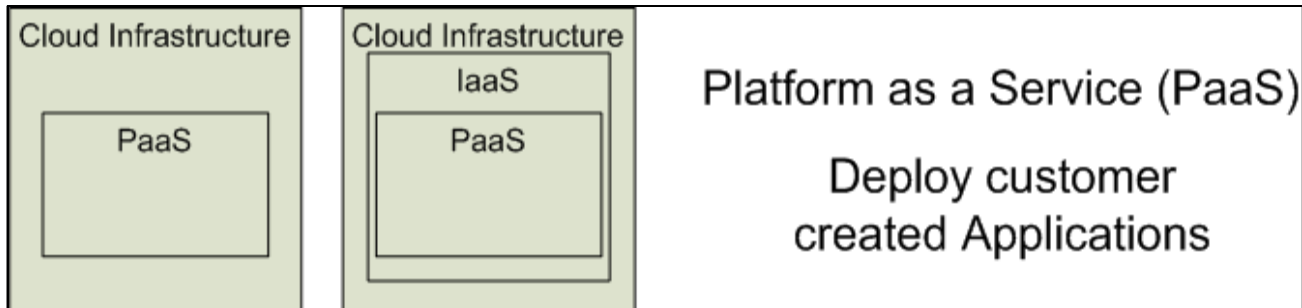 Cloud Infrastructure
PaaS
Cloud Infrastructure
IaaS
PaaS
Platform as a Service (PaaS)
Deploy customer
created Applications